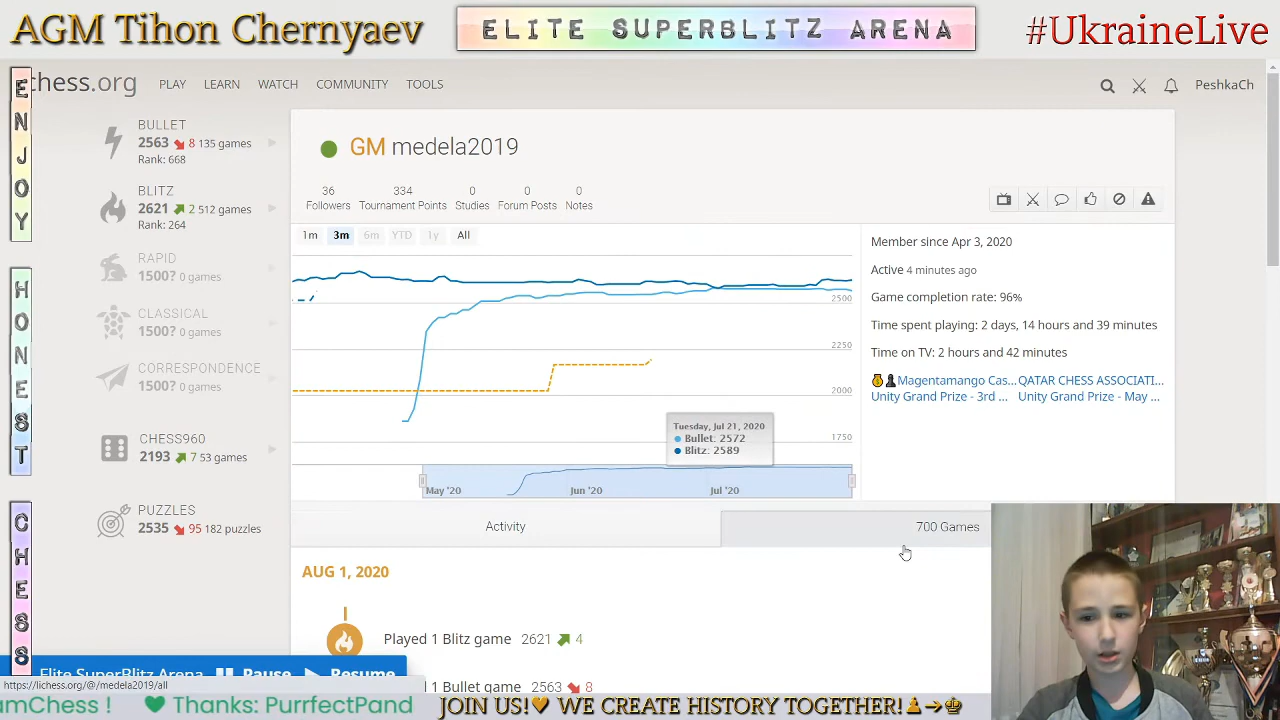 AGM Tihon Chernyaev
ELITE SUPERBLITZ ARENA
#UkraineLive
ENJOY
HONEST
CHESS
chess.org
PLAY LEARN WATCH COMMUNITY TOOLS
PeshkaCh
BULLET
2563 8 135 games
Rank: 668
BLITZ
2621 2 512 games
Rank: 264
RAPID
1500? 0 games
CLASSICAL
1500? 0 games
CORRESPONDENCE
1500? 0 games
CHESS960
2193 7 53 games
PUZZLES
2535 95 182 puzzles
GM medela2019
36 334 0 0 0
Followers Tournament Points Studies Forum Posts Notes
1m 3m 6m YTD 1y All
2500
2250
2000
1750
Tuesday, Jul 21, 2020
Bullet: 2572
Blitz: 2589
May '20 Jun '20 Jul '20
Member since Apr 3, 2020
Active 4 minutes ago
Game completion rate: 96%
Time spent playing: 2 days, 14 hours and 39 minutes
Time on TV: 2 hours and 42 minutes
Magentamango Cas... QATAR CHESS ASSOCIATI...
Unity Grand Prize - 3rd ... Unity Grand Prize - May ...
Activity 700 Games
AUG 1, 2020
Played 1 Blitz game 2621 4
1 Bullet game 2563 8
Elite SuperBlitz Arena Pause Resume
https://lichess.org/@/medela2019/all
amChess ! Thanks: PurrfectPand
JOIN US! WE CREATE HISTORY TOGETHER!